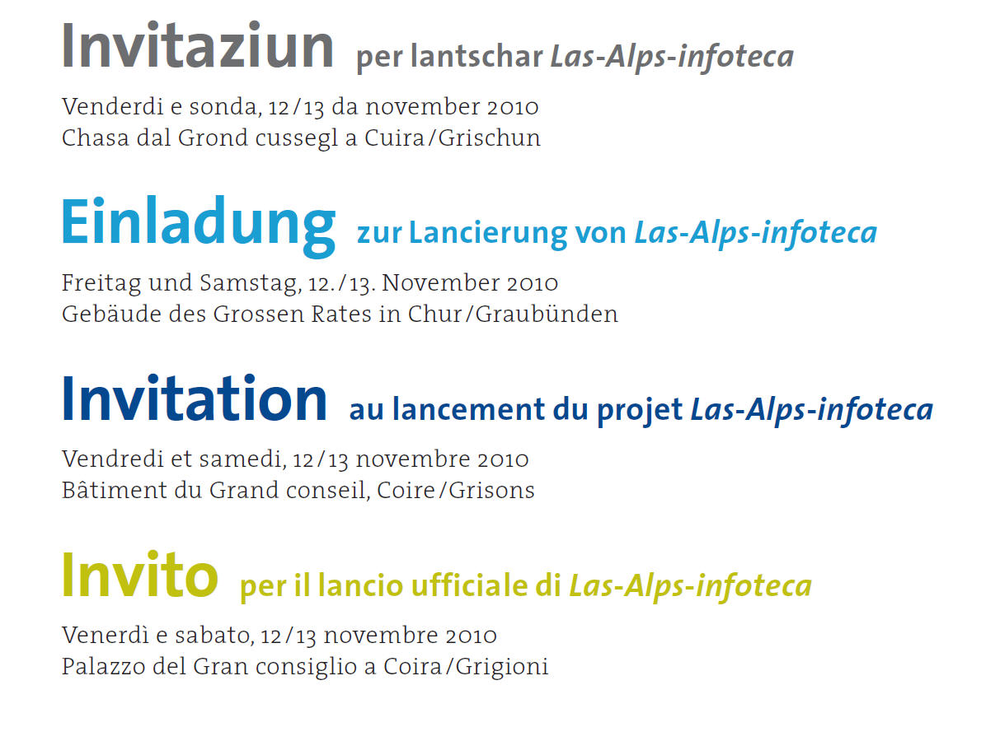 Invitaziun per lantschar Las-Alps-infoteca
Venderdi e sonda, 12/13 da november 2010
Chasa dal Grond cussegl a Cuira/Grischun
Einladung zur Lancierung von Las-Alps-infoteca
Freitag und Samstag, 12./13. November 2010
Gebäude des Grossen Rates in Chur/Graubünden
Invitation au lancement du projet Las-Alps-infoteca
Vendredi et samedi, 12/13 novembre 2010
Bâtiment du Grand conseil, Coire/Grisons
Invito per il lancio ufficiale di Las-Alps-infoteca
Venerdì e sabato, 12/13 novembre 2010
Palazzo del Gran consiglio a Coira/Grigioni